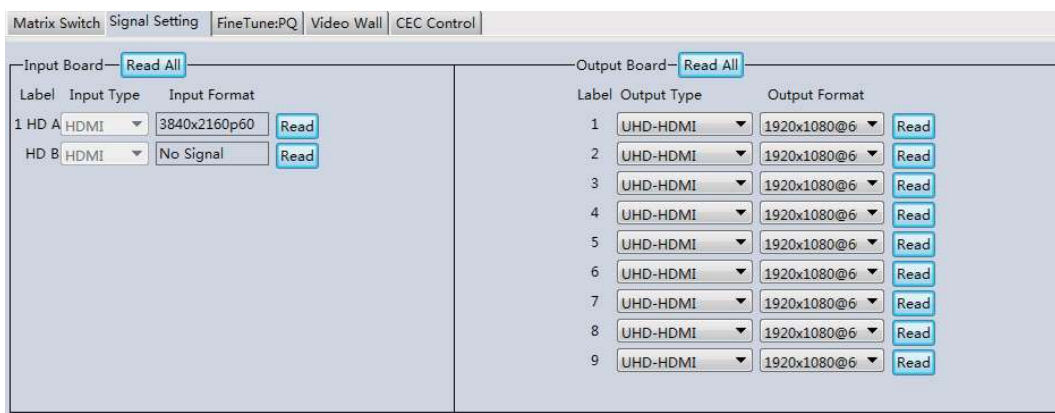 Matrix Switch Signal Setting FineTune:PQ Video Wall CEC Control
Input Board Read All
Label Input Type Input Format
1 HD A HDMI 3840x2160p60 Read
HD B HDMI No Signal Read
Output Board Read All
Label Output Type Output Format
1 UHD-HDMI 1920x1080@6 Read
2 UHD-HDMI 1920x1080@6 Read
3 UHD-HDMI 1920x1080@6 Read
4 UHD-HDMI 1920x1080@6 Read
5 UHD-HDMI 1920x1080@6 Read
6 UHD-HDMI 1920x1080@6 Read
7 UHD-HDMI 1920x1080@6 Read
8 UHD-HDMI 1920x1080@6 Read
9 UHD-HDMI 1920x1080@6 Read